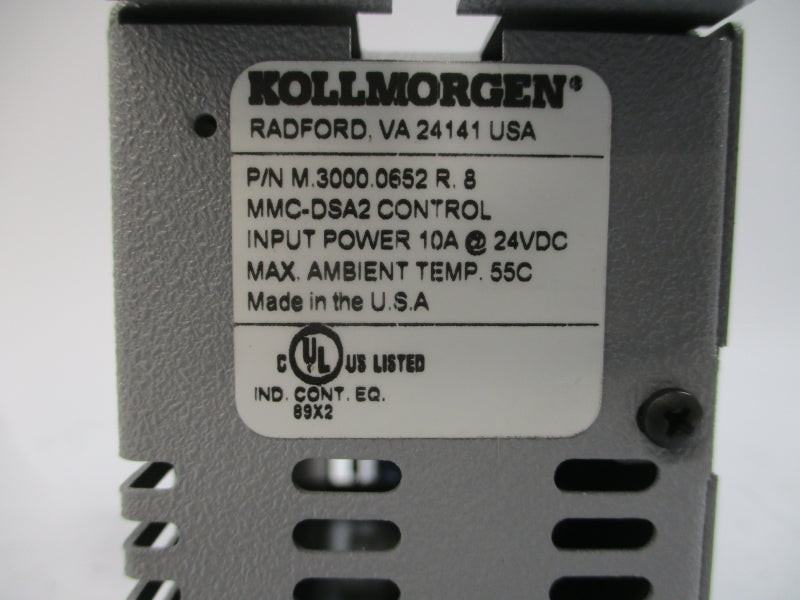 KOLLMORGEN®
RADFORD, VA 24141 USA
P/N M.3000.0652 R. 8
MMC-DSA2 CONTROL
INPUT POWER 10A @ 24VDC
MAX. AMBIENT TEMP. 55C
Made in the U.S.A
C UL US LISTED
IND. CONT. EQ.
69X2